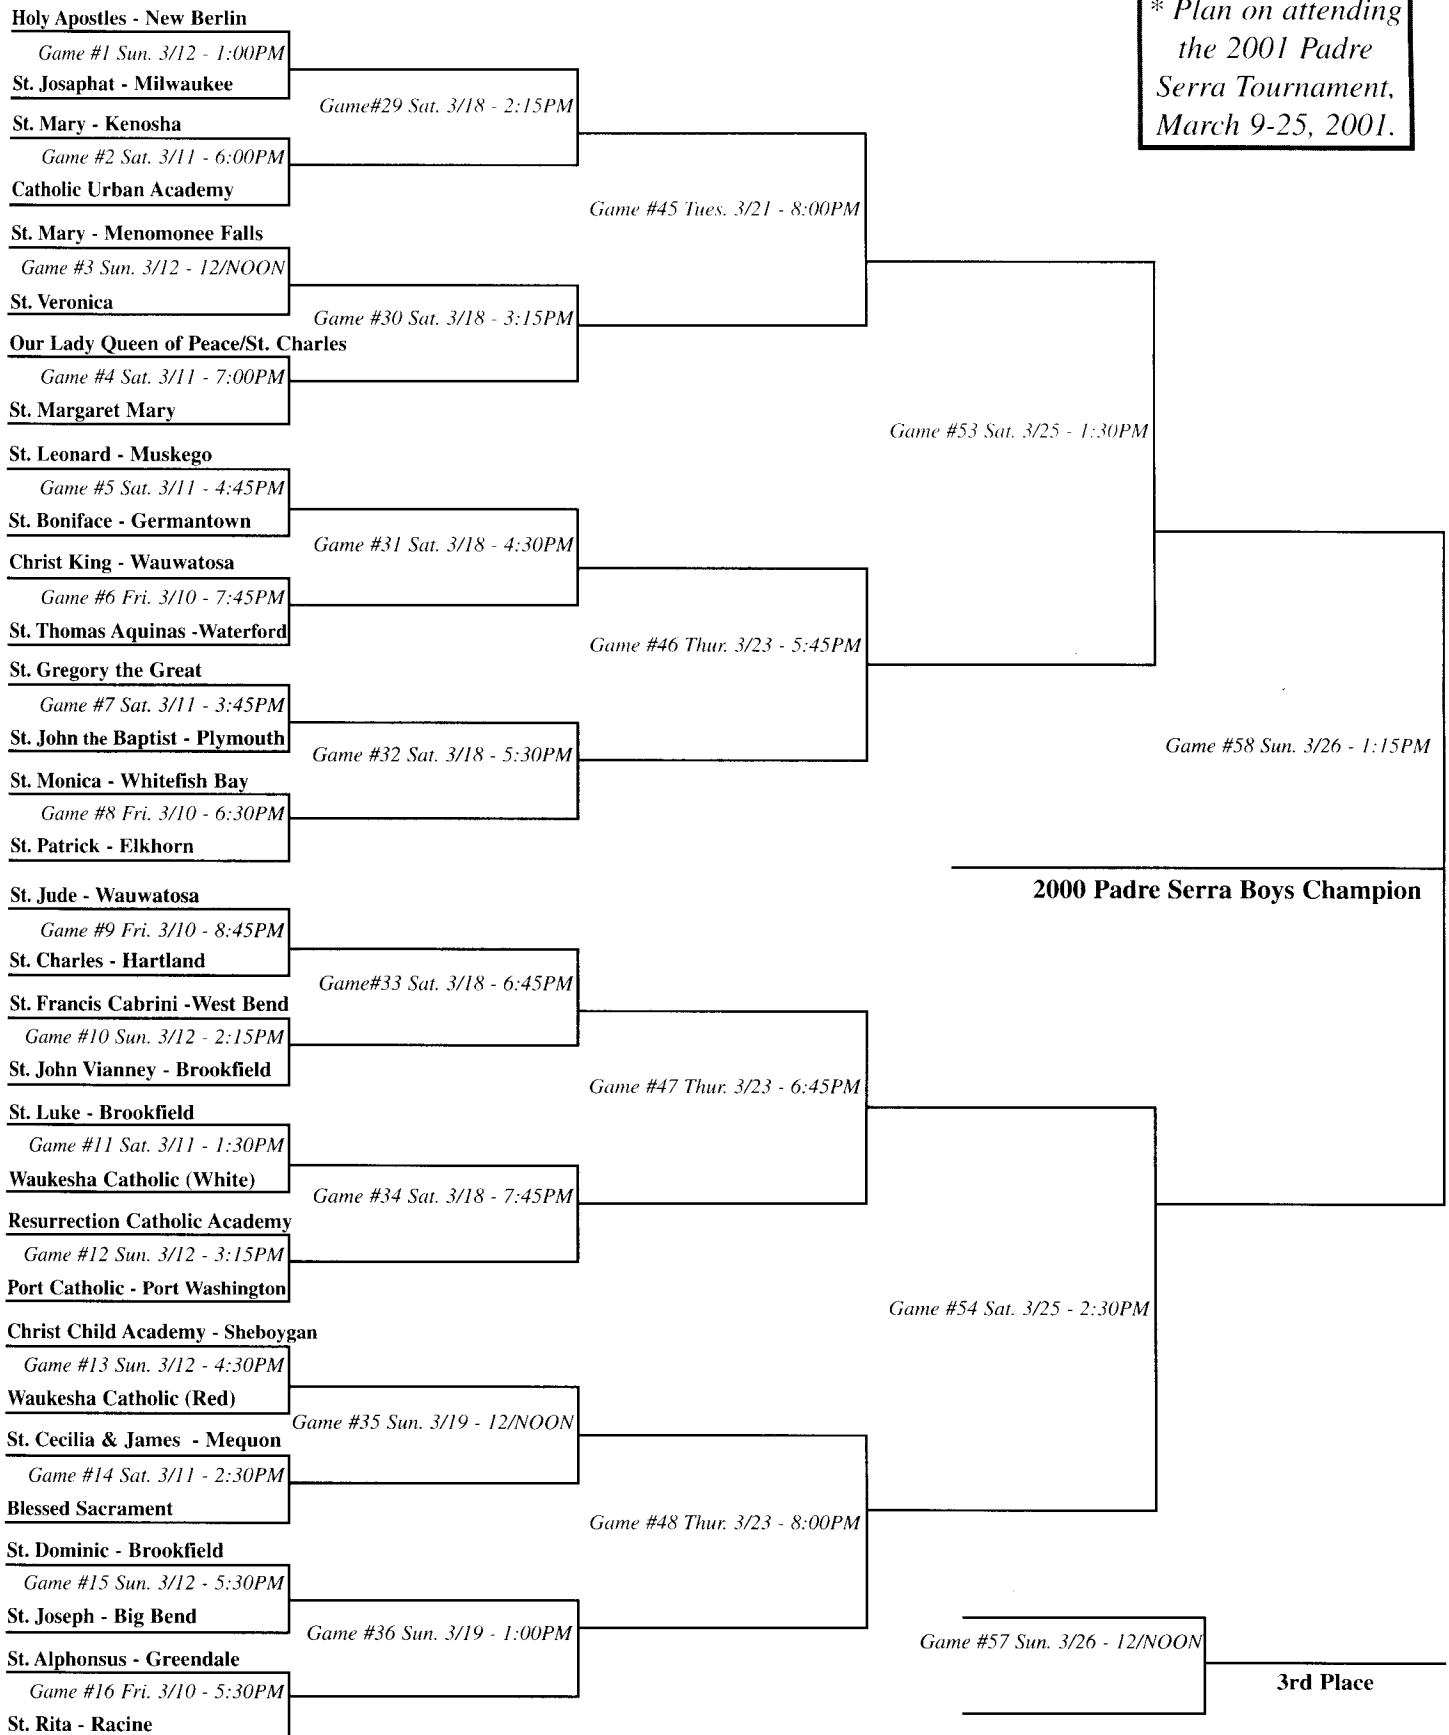 * Plan on attending
the 2001 Padre
Serra Tournament,
March 9-25, 2001.
Holy Apostles - New Berlin
Game #1 Sun. 3/12 - 1:00PM
St. Josaphat - Milwaukee
Game#29 Sat. 3/18 - 2:15PM
St. Mary - Kenosha
Game #2 Sat. 3/11 - 6:00PM
Catholic Urban Academy
Game #45 Tues. 3/21 - 8:00PM
St. Mary - Menomonee Falls
Game #3 Sun. 3/12 - 12/NOON
St. Veronica
Game #30 Sat. 3/18 - 3:15PM
Our Lady Queen of Peace/St. Charles
Game #4 Sat. 3/11 - 7:00PM
St. Margaret Mary
Game #53 Sat. 3/25 - 1:30PM
St. Leonard - Muskego
Game #5 Sat. 3/11 - 4:45PM
St. Boniface - Germantown
Game #31 Sat. 3/18 - 4:30PM
Christ King - Wauwatosa
Game #6 Fri. 3/10 - 7:45PM
St. Thomas Aquinas -Waterford
Game #46 Thur. 3/23 - 5:45PM
St. Gregory the Great
Game #7 Sat. 3/11 - 3:45PM
St. John the Baptist - Plymouth
Game #32 Sat. 3/18 - 5:30PM
Game #58 Sun. 3/26 - 1:15PM
St. Monica - Whitefish Bay
Game #8 Fri. 3/10 - 6:30PM
St. Patrick - Elkhorn
2000 Padre Serra Boys Champion
St. Jude - Wauwatosa
Game #9 Fri. 3/10 - 8:45PM
St. Charles - Hartland
Game#33 Sat. 3/18 - 6:45PM
St. Francis Cabrini -West Bend
Game #10 Sun. 3/12 - 2:15PM
St. John Vianney - Brookfield
Game #47 Thur. 3/23 - 6:45PM
St. Luke - Brookfield
Game #11 Sat. 3/11 - 1:30PM
Waukesha Catholic (White)
Game #34 Sat. 3/18 - 7:45PM
Resurrection Catholic Academy
Game #12 Sun. 3/12 - 3:15PM
Port Catholic - Port Washington
Game #54 Sat. 3/25 - 2:30PM
Christ Child Academy - Sheboygan
Game #13 Sun. 3/12 - 4:30PM
Waukesha Catholic (Red)
Game #35 Sun. 3/19 - 12/NOON
St. Cecilia & James - Mequon
Game #14 Sat. 3/11 - 2:30PM
Blessed Sacrament
Game #48 Thur. 3/23 - 8:00PM
St. Dominic - Brookfield
Game #15 Sun. 3/12 - 5:30PM
St. Joseph - Big Bend
Game #36 Sun. 3/19 - 1:00PM
Game #57 Sun. 3/26 - 12/NOON
St. Alphonsus - Greendale
3rd Place
Game #16 Fri. 3/10 - 5:30PM
St. Rita - Racine